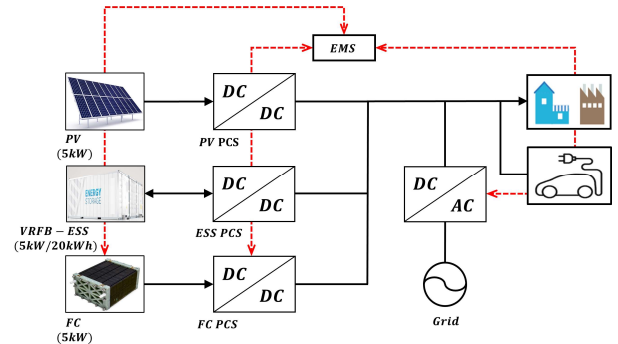 EMS
DC
DC
PV
(5kW)
PV PCS
ENERGY
STORAGE
DC
DC
DC
AC
VRFB − ESS
(5kW/20kWh)
ESS PCS
DC
DC
FC
(5kW)
FC PCS
Grid